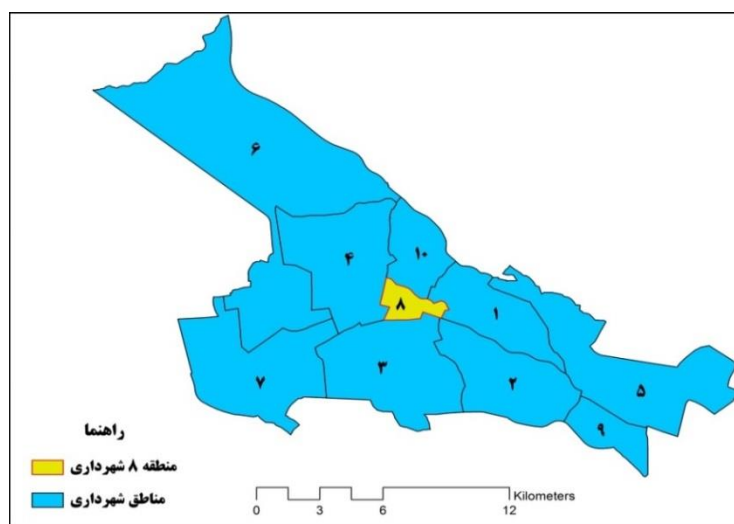 ۶
۴
۱۰
۸
۱
۷
۳
۲
۵
۹
راهنما
منطقه ۸ شهرداری
مناطق شهرداری
Kilometers
0 3 6 12